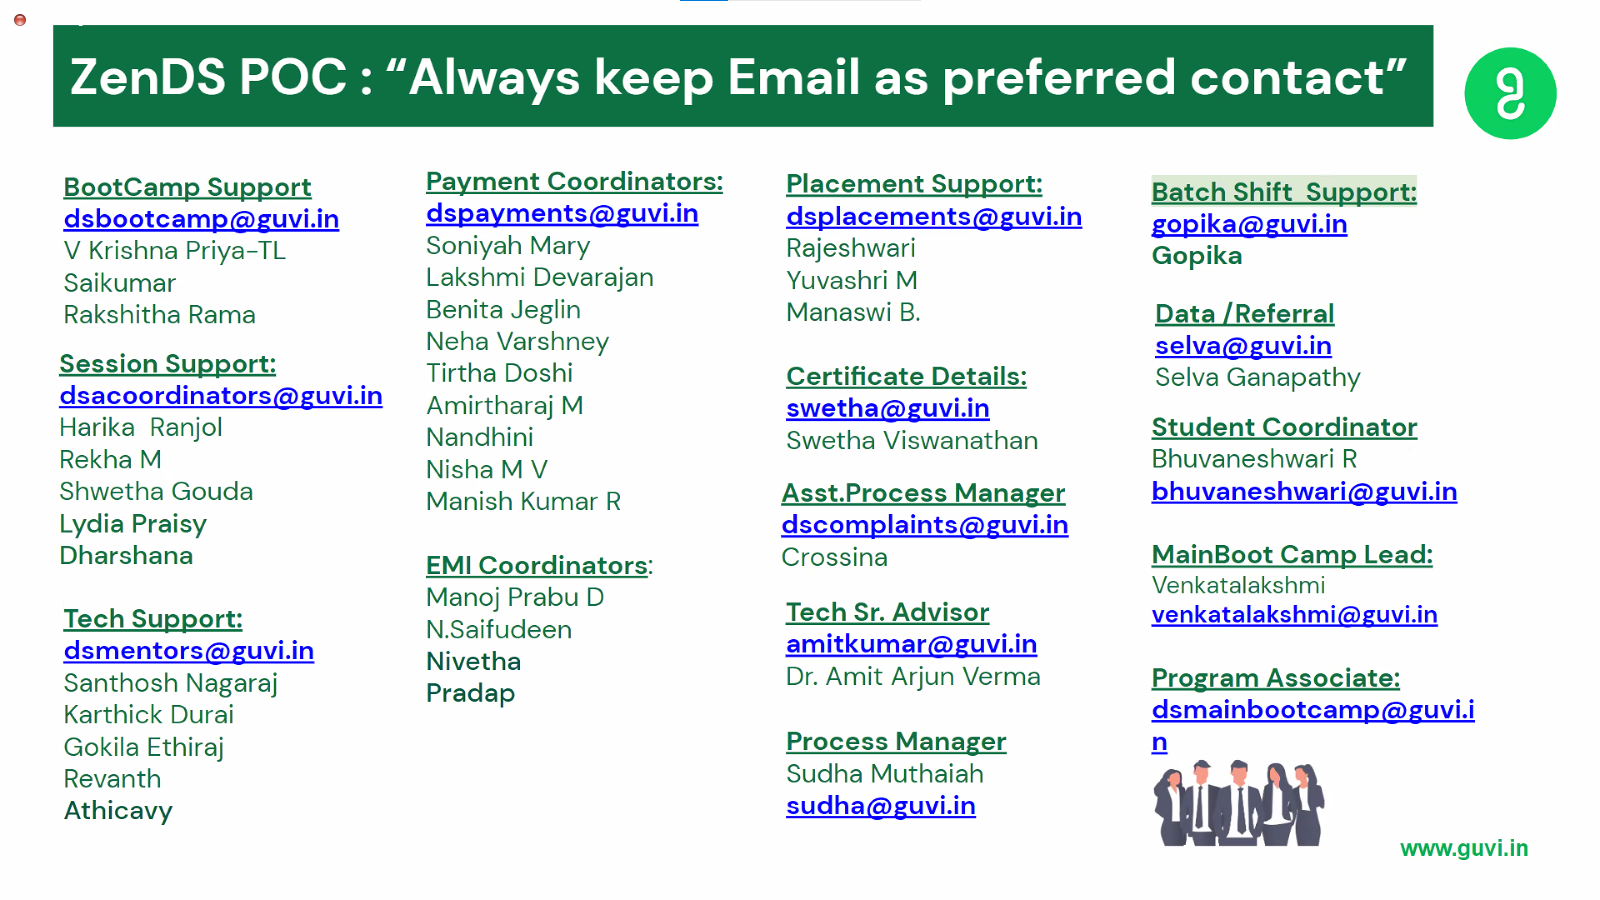 ZenDS POC : “Always keep Email as preferred contact”
BootCamp Support
dsbootcamp@guvi.in
V Krishna Priya-TL
Saikumar
Rakshitha Rama
Session Support:
dsacoordinators@guvi.in
Harika  Ranjol
Rekha M
Shwetha Gouda
Lydia Praisy
Dharshana
Tech Support:
dsmentors@guvi.in
Santhosh Nagaraj
Karthick Durai
Gokila Ethiraj
Revanth
Athicavy
Payment Coordinators:
dspayments@guvi.in
Soniyah Mary
Lakshmi Devarajan
Benita Jeglin
Neha Varshney
Tirtha Doshi
Amirtharaj M
Nandhini
Nisha M V
Manish Kumar R
EMI Coordinators:
Manoj Prabu D
N.Saifudeen
Nivetha
Pradap
Placement Support:
dsplacements@guvi.in
Rajeshwari
Yuvashri M
Manaswi B.
Certificate Details:
swetha@guvi.in
Swetha Viswanathan
Asst.Process Manager
dscomplaints@guvi.in
Crossina
Tech Sr. Advisor
amitkumar@guvi.in
Dr. Amit Arjun Verma
Process Manager
Sudha Muthaiah
sudha@guvi.in
Batch Shift  Support:
gopika@guvi.in
Gopika
Data /Referral
selva@guvi.in
Selva Ganapathy
Student Coordinator
Bhuvaneshwari R
bhuvaneshwari@guvi.in
MainBoot Camp Lead:
Venkatalakshmi
venkatalakshmi@guvi.in
Program Associate:
dsmainbootcamp@guvi.i
n
www.guvi.in